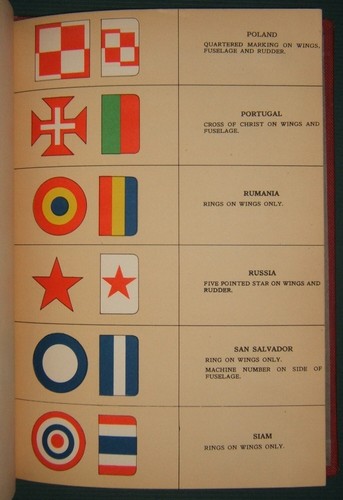 POLAND
QUARTERED MARKING ON WINGS,
FUSELAGE AND RUDDER.
PORTUGAL
CROSS OF CHRIST ON WINGS AND
FUSELAGE.
RUMANIA
RINGS ON WINGS ONLY.
RUSSIA
FIVE POINTED STAR ON WINGS AND
RUDDER.
SAN SALVADOR
RING ON WINGS ONLY.
MACHINE NUMBER ON SIDE OF
FUSELAGE.
SIAM
RINGS ON WINGS ONLY.